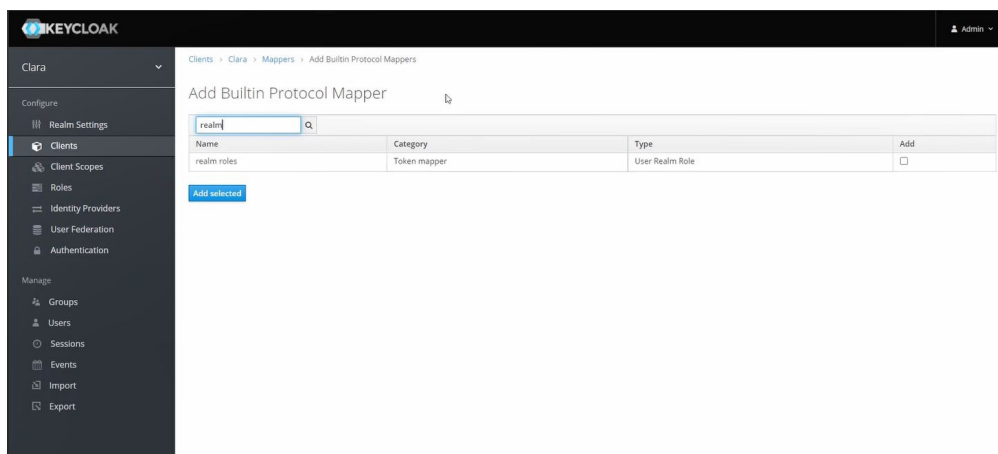 KEYCLOAK
Admin
Clara
Clients > Clara > Mappers > Add Builtin Protocol Mappers
Add Builtin Protocol Mapper
Configure
Realm Settings
Clients
Client Scopes
Roles
Identity Providers
User Federation
Authentication
Manage
Groups
Users
Sessions
Events
Import
Export
realm
Name Category Type Add
realm roles Token mapper User Realm Role
Add selected